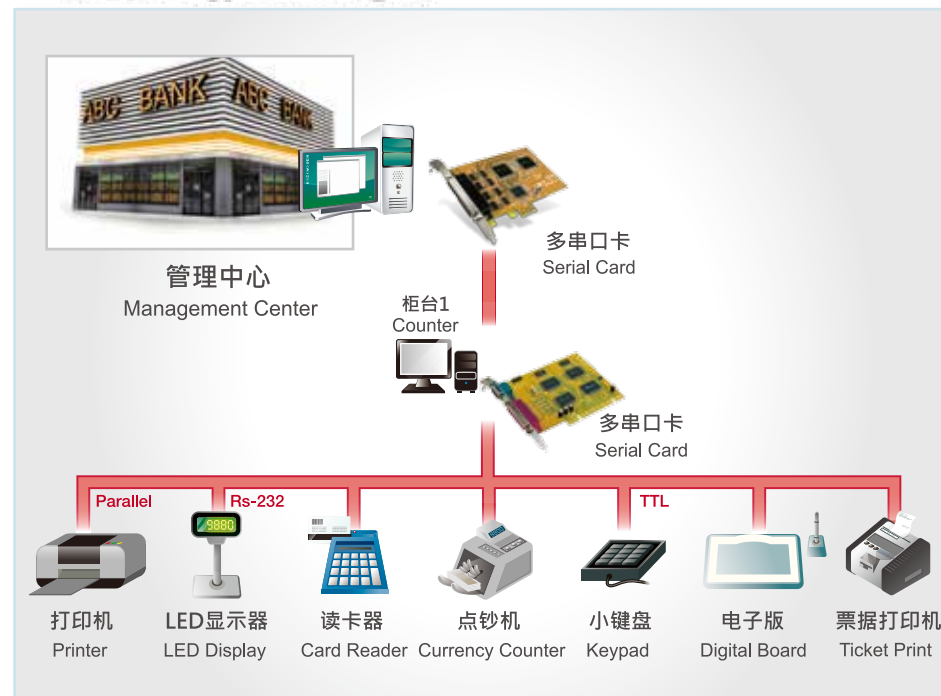 ABC BANK ABC BANK
管理中心
Management Center
多串口卡
Serial Card
柜台1
Counter
多串口卡
Serial Card
Parallel
Rs-232
TTL
9880
打印机
Printer
LED显示器
LED Display
读卡器
Card Reader
点钞机
Currency Counter
小键盘
Keypad
电子版
Digital Board
票据打印机
Ticket Print